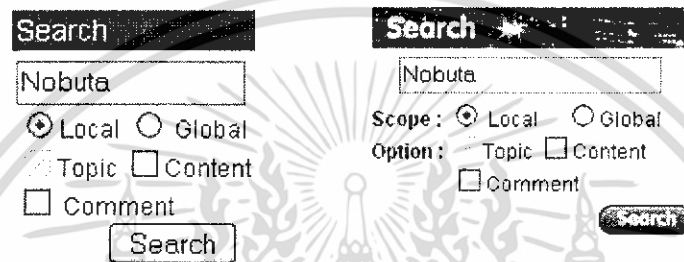 Search
Nobuta
Local Global
Topic Content
Comment
Search
Search
Nobuta
Scope : Local Global
Option : Topic Content
Comment
Search